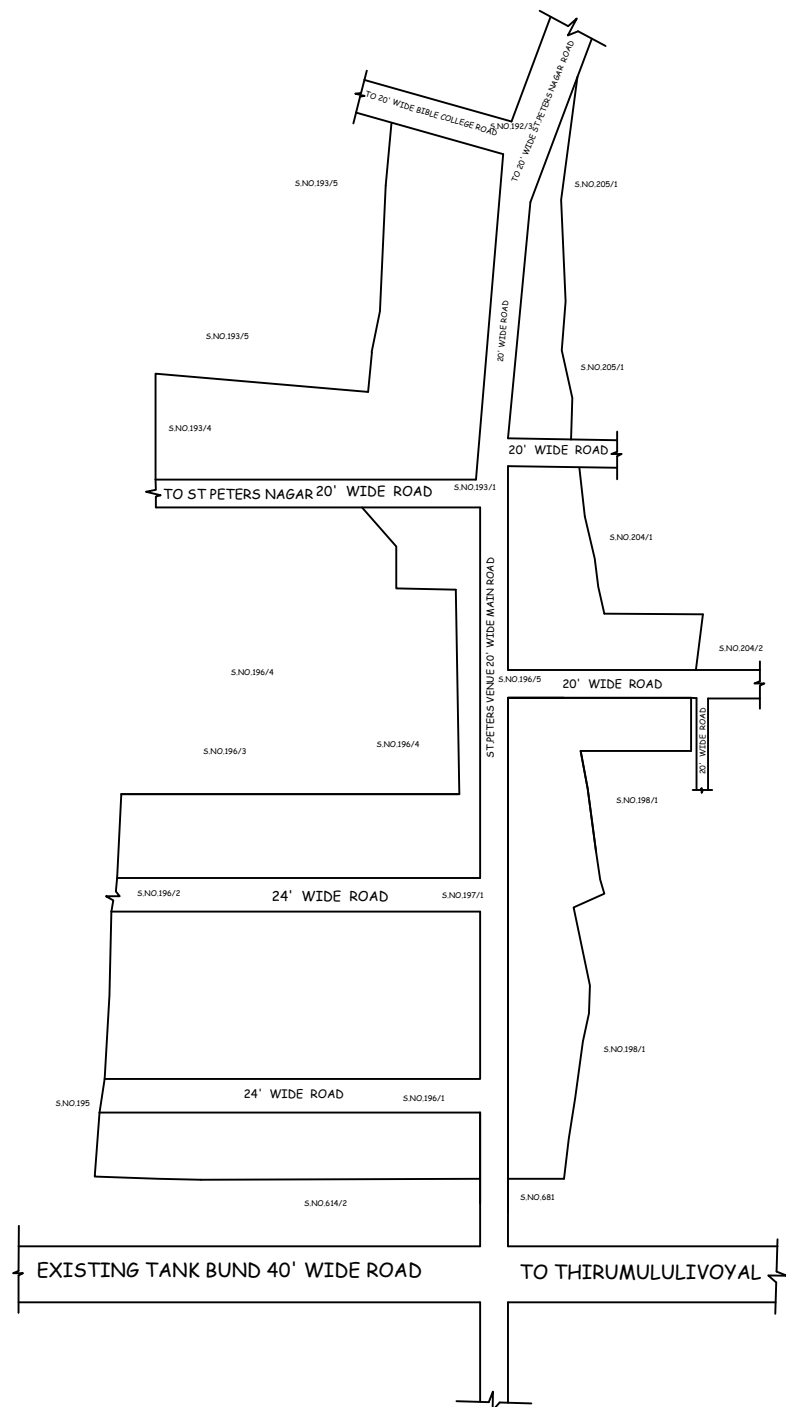 TO 20' WIDE ST.PETERS NAGAR ROAD
TO 20' WIDE BIBLE COLLEGE ROAD
S.NO.192/3
S.NO.193/5
S.NO.205/1
20' WIDE ROAD
S.NO.193/5
S.NO.205/1
S.NO.193/4
20' WIDE ROAD
TO ST PETERS NAGAR 20' WIDE ROAD
S.NO.193/1
S.NO.204/1
ST.PETERS VENUE 20' WIDE MAIN ROAD
S.NO.204/2
S.NO.196/4
S.NO.196/5
20' WIDE ROAD
20' WIDE ROAD
S.NO.196/3
S.NO.196/4
S.NO.198/1
S.NO.196/2
24' WIDE ROAD
S.NO.197/1
S.NO.198/1
S.NO.195
24' WIDE ROAD
S.NO.196/1
S.NO.614/2
S.NO.681
EXISTING TANK BUND 40' WIDE ROAD
TO THIRUMULULIVOYAL